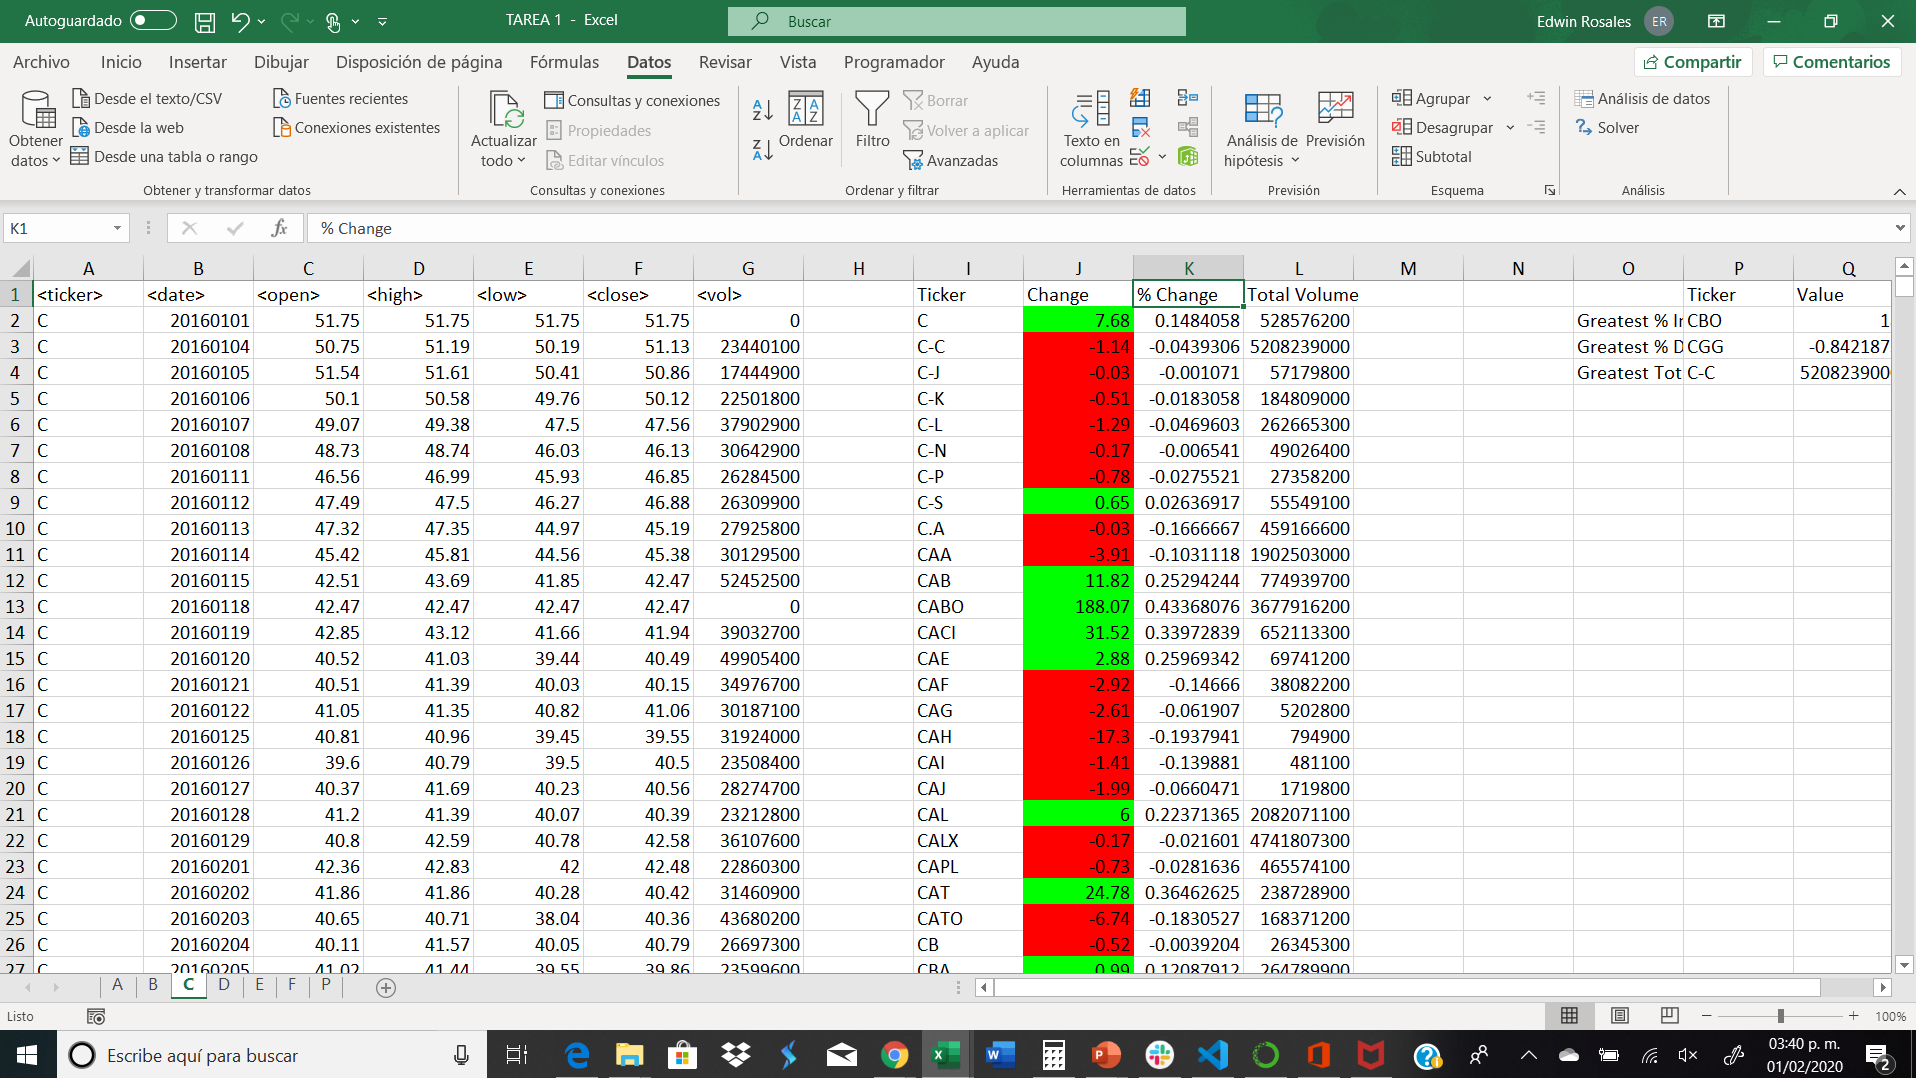 Autoguardado TAREA 1 - Excel Buscar Edwin Rosales ER
Archivo Inicio Insertar Dibujar Disposición de página Fórmulas Datos Revisar Vista Programador Ayuda Compartir Comentarios
Obtener datos
Desde el texto/CSV
Desde la web
Desde una tabla o rango
Fuentes recientes
Conexiones existentes
Obtener y transformar datos
Actualizar todo
Consultas y conexiones
Propiedades
Editar vínculos
Consultas y conexiones
Ordenar
Filtro
Borrar
Volver a aplicar
Avanzadas
Ordenar y filtrar
Texto en columnas
Herramientas de datos
Análisis de hipótesis
Previsión
Previsión
Agrupar
Desagrupar
Subtotal
Esquema
Análisis de datos
Solver
Análisis
K1 fx % Change
A B C D E F G H I J K L M N O P Q
1 <ticker> <date> <open> <high> <low> <close> <vol> Ticker Change % Change Total Volume Ticker Value
2 C 20160101 51.75 51.75 51.75 51.75 0 C 7.68 0.1484058 528576200 Greatest % In CBO 1
3 C 20160104 50.75 51.19 50.19 51.13 23440100 C-C -1.14 -0.0439306 5208239000 Greatest % D CGG -0.842187
4 C 20160105 51.54 51.61 50.41 50.86 17444900 C-J -0.03 -0.001071 57179800 Greatest Tot C-C 520823900
5 C 20160106 50.1 50.58 49.76 50.12 22501800 C-K -0.51 -0.0183058 184809000
6 C 20160107 49.07 49.38 47.5 47.56 37902900 C-L -1.29 -0.0469603 262665300
7 C 20160108 48.73 48.74 46.03 46.13 30642900 C-N -0.17 -0.006541 49026400
8 C 20160111 46.56 46.99 45.93 46.85 26284500 C-P -0.78 -0.0275521 27358200
9 C 20160112 47.49 47.5 46.27 46.88 26309900 C-S 0.65 0.02636917 55549100
10 C 20160113 47.32 47.35 44.97 45.19 27925800 C.A -0.03 -0.1666667 459166600
11 C 20160114 45.42 45.81 44.56 45.38 30129500 CAA -3.91 -0.1031118 1902503000
12 C 20160115 42.51 43.69 41.85 42.47 52452500 CAB 11.82 0.25294244 774939700
13 C 20160118 42.47 42.47 42.47 42.47 0 CABO 188.07 0.43368076 3677916200
14 C 20160119 42.85 43.12 41.66 41.94 39032700 CACI 31.52 0.33972839 652113300
15 C 20160120 40.52 41.03 39.44 40.49 49905400 CAE 2.88 0.25969342 69741200
16 C 20160121 40.51 41.39 40.03 40.15 34976700 CAF -2.92 -0.14666 38082200
17 C 20160122 41.05 41.35 40.82 41.06 30187100 CAG -2.61 -0.061907 5202800
18 C 20160125 40.81 40.96 39.45 39.55 31924000 CAH -17.3 -0.1937941 794900
19 C 20160126 39.6 40.79 39.5 40.5 23508400 CAI -1.41 -0.139881 481100
20 C 20160127 40.37 41.69 40.23 40.56 28274700 CAJ -1.99 -0.0660471 1719800
21 C 20160128 41.2 41.39 40.07 40.39 23212800 CAL 6 0.22371365 2082071100
22 C 20160129 40.8 42.59 40.78 42.58 36107600 CALX -0.17 -0.021601 4741807300
23 C 20160201 42.36 42.83 42 42.48 22860300 CAPL -0.73 -0.0281636 465574100
24 C 20160202 41.86 41.86 40.28 40.42 31460900 CAT 24.78 0.36462625 238728900
25 C 20160203 40.65 40.71 38.04 40.36 43680200 CATO -6.74 -0.1830527 168371200
26 C 20160204 40.11 41.57 40.05 40.79 26697300 CB -0.52 -0.0039204 26345300
27 C 20160205 41.02 41.44 39.55 39.86 23599600 CBA 0.99 0.12087912 264789900
A B C D E F P
Listo 100%
Escribe aquí para buscar 03:40 p. m.
01/02/2020 2